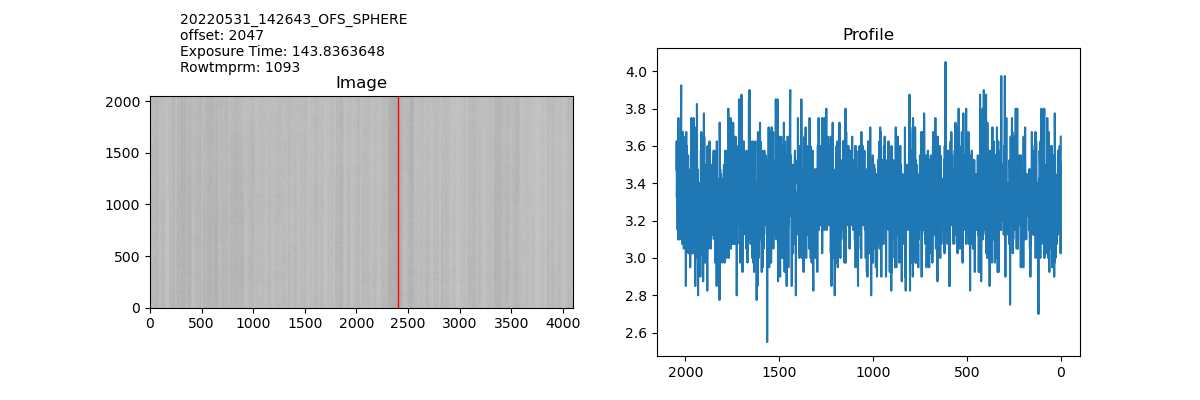 20220531_142643_OFS_SPHERE
offset: 2047
Exposure Time: 143.8363648
Rowtmprm: 1093
Image
2000
1500
1000
500
0
0 500 1000 1500 2000 2500 3000 3500 4000
Profile
4.0
3.8
3.6
3.4
3.2
3.0
2.8
2.6
2000 1500 1000 500 0